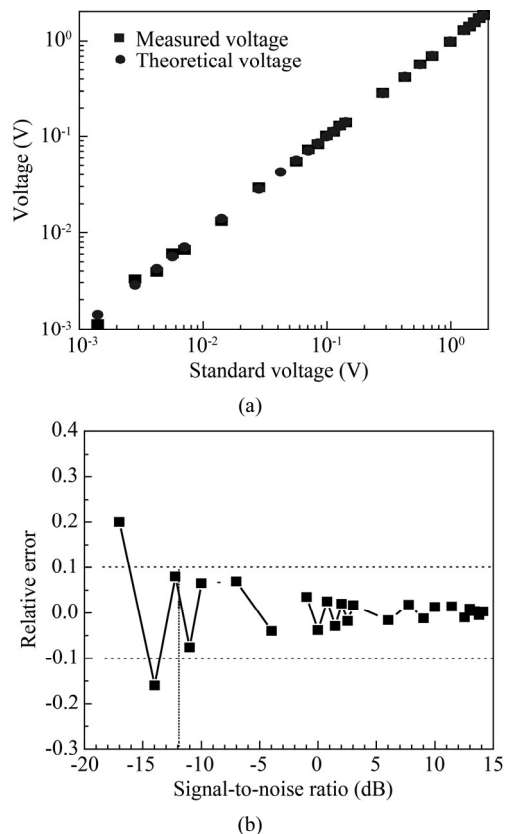 10^0
10^-1
10^-2
10^-3
Voltage (V)
Measured voltage
Theoretical voltage
10^-3 10^-2 10^-1 10^0
Standard voltage (V)
(a)
0.4
0.3
0.2
0.1
0.0
-0.1
-0.2
-0.3
Relative error
-20 -15 -10 -5 0 5 10 15
Signal-to-noise ratio (dB)
(b)